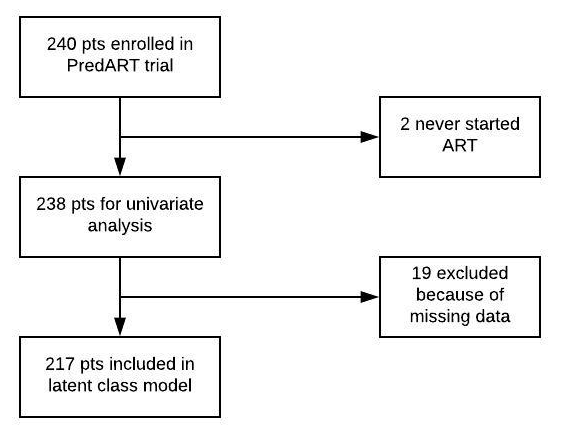 240 pts enrolled in
PredART trial
2 never started
ART
238 pts for univariate
analysis
19 excluded
because of
missing data
217 pts included in
latent class model